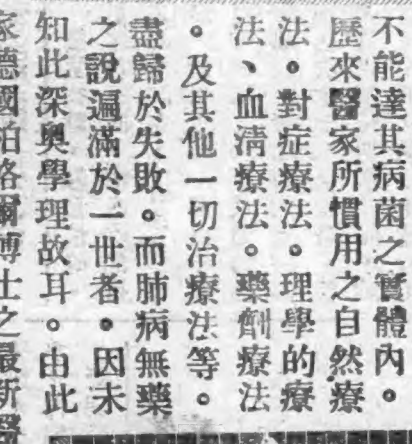 不能達其病菌之實體內。
歷來醫家所慣用之自然療
法。對症療法。理學的療
法、血清療法。藥劑療法
。及其他一切治療法等。
盡歸於失敗。而肺病無藥
之說遍滿於一世者。因未
知此深奧學理故耳。由此
家德國柏格爾博士之最新醫